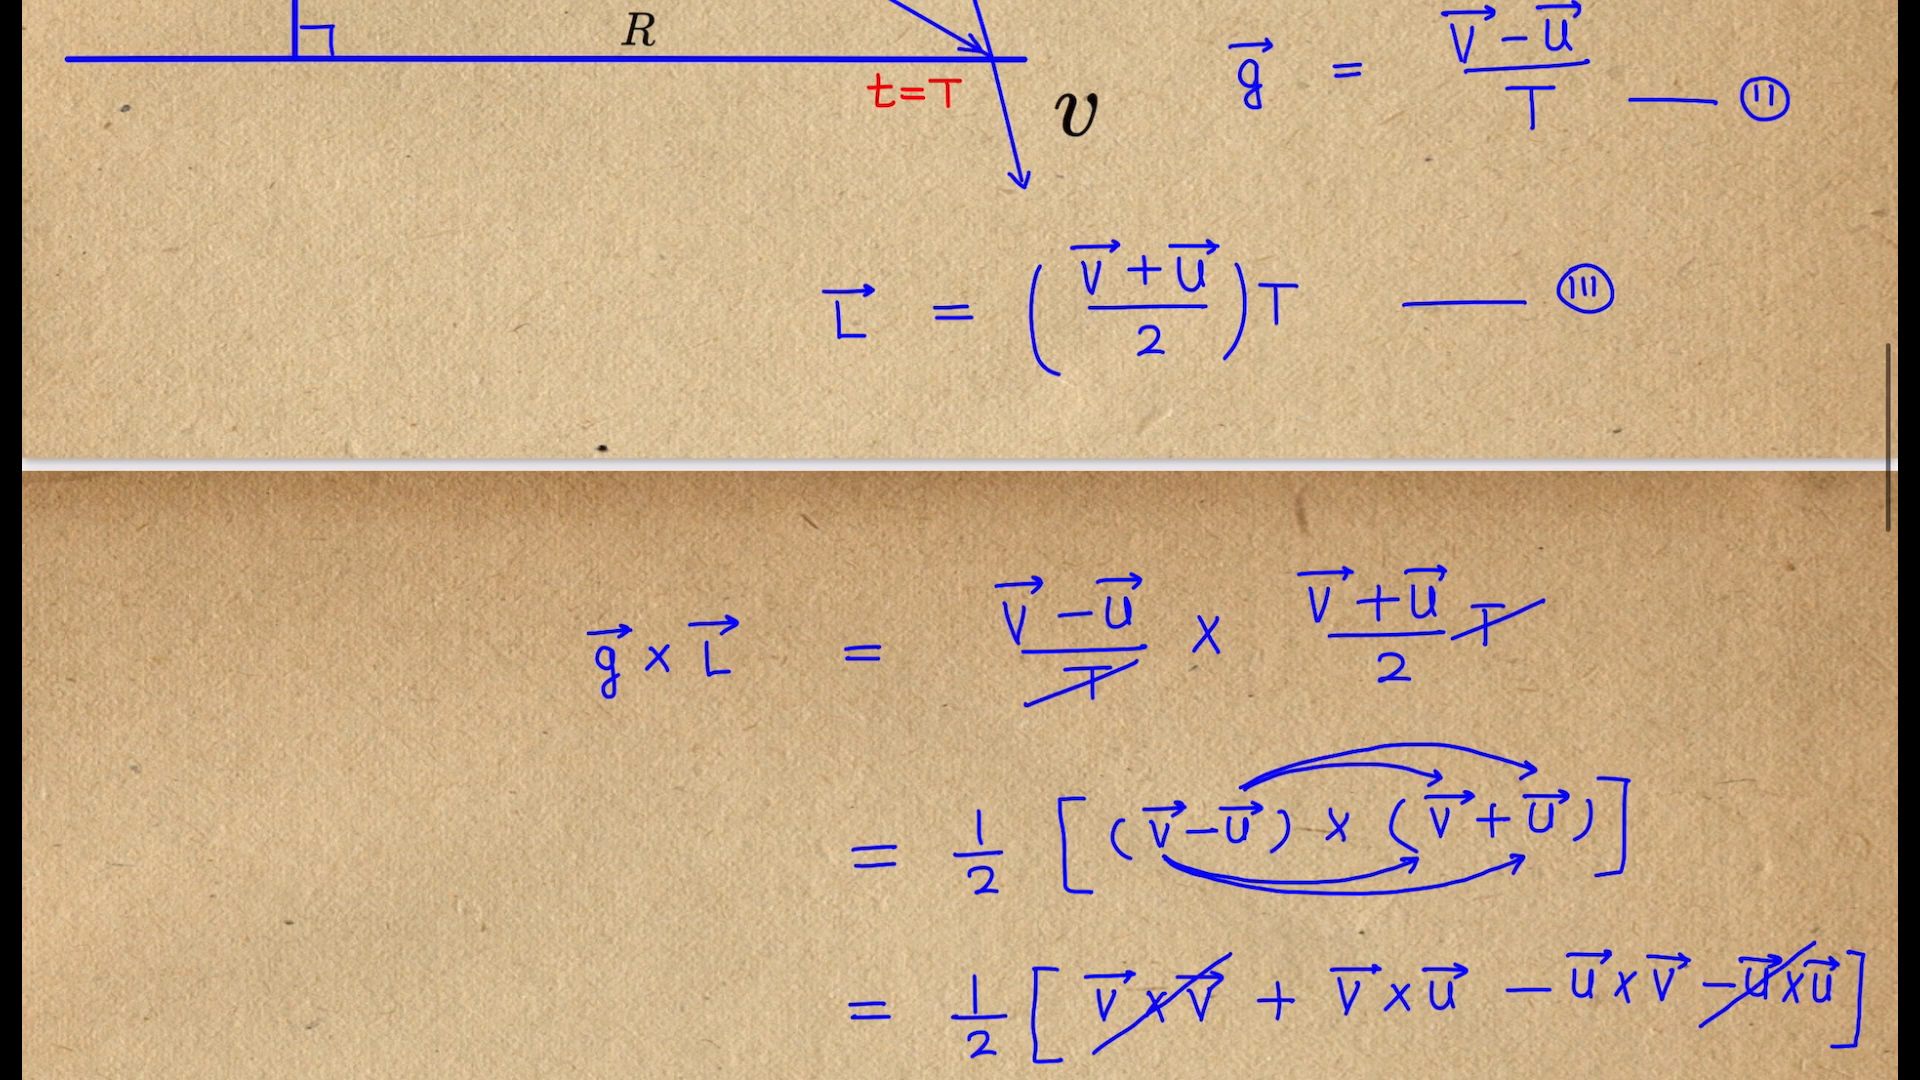 R
t=T
v
g⃗ = (v⃗ − u⃗)/T —— (II)
L⃗ = ((v⃗ + u⃗)/2)T —— (III)
g⃗ × L⃗ = (v⃗ − u⃗)/T × (v⃗ + u⃗)/2 T
= 1/2 [(v⃗ − u⃗) × (v⃗ + u⃗)]
= 1/2 [v⃗ × v⃗ + v⃗ × u⃗ − u⃗ × v⃗ − u⃗ × u⃗]